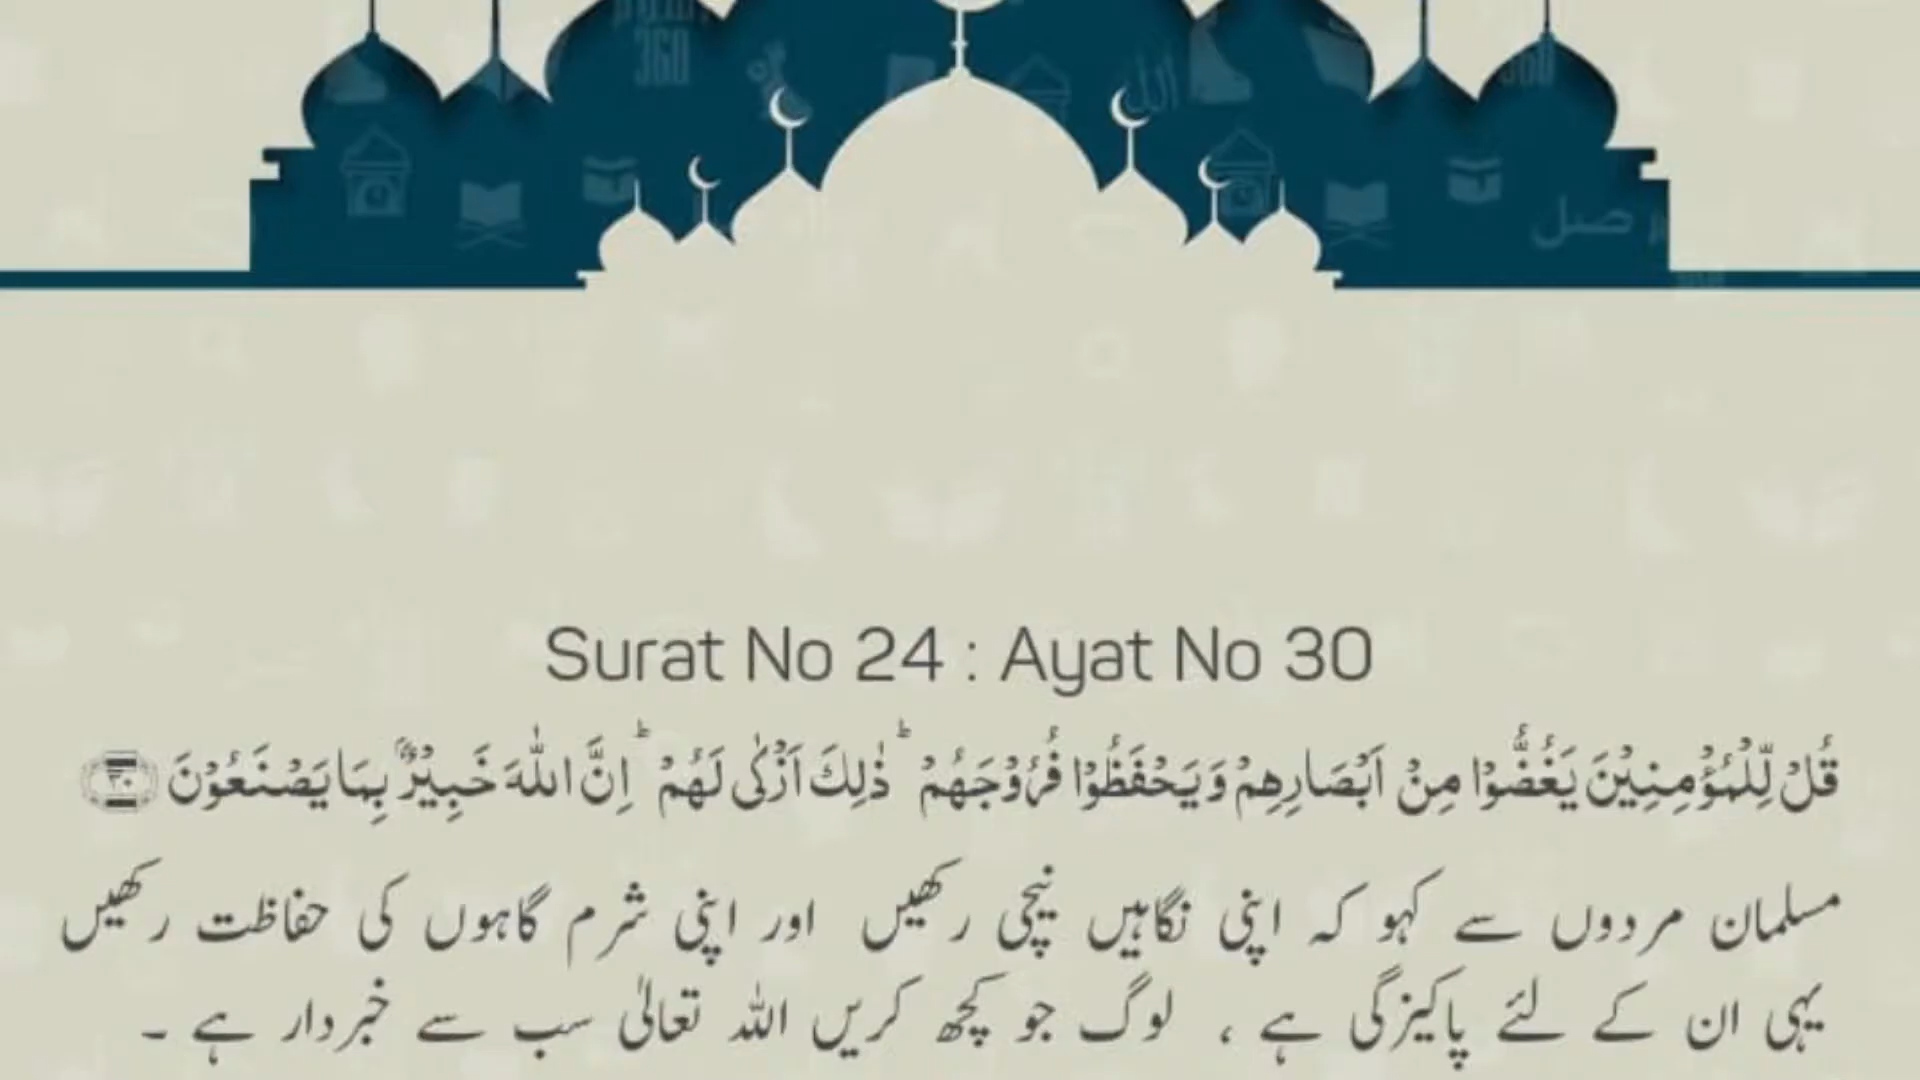 Surat No 24 : Ayat No 30
قُلۡ لِّلۡمُؤۡمِنِیۡنَ یَغُضُّوۡا مِنۡ اَبۡصَارِہِمۡ وَیَحۡفَظُوۡا فُرُوۡجَہُمۡ ؕ ذٰلِکَ اَزۡکٰی لَہُمۡ ؕ اِنَّ اللّٰہَ خَبِیۡرٌۢ بِمَا یَصۡنَعُوۡنَ ﴿۳۰﴾
مسلمان مردوں سے کہو کہ اپنی نگاہیں نیچی رکھیں اور اپنی شرم گاہوں کی حفاظت رکھیں
یہی ان کے لئے پاکیزگی ہے ، لوگ جو کچھ کریں اللہ تعالٰی سب سے خبردار ہے ۔